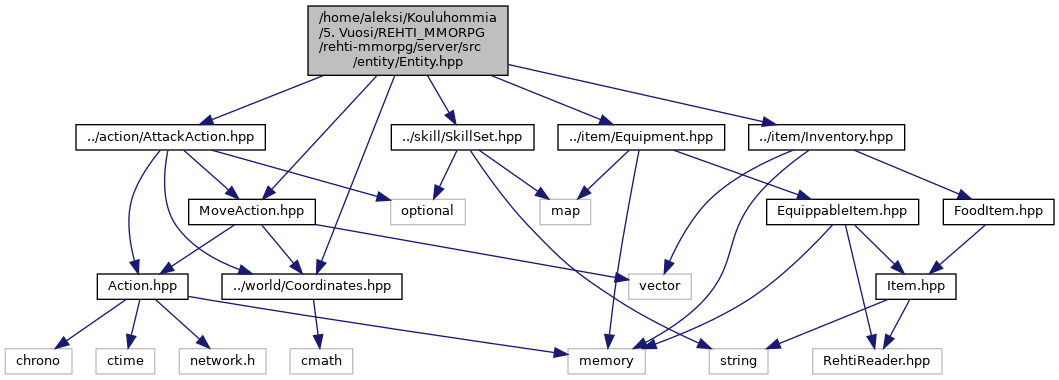 /home/aleksi/Kouluhommia
/5. Vuosi/REHTI_MMORPG
/rehti-mmorpg/server/src
/entity/Entity.hpp
../action/AttackAction.hpp
../skill/SkillSet.hpp
../item/Equipment.hpp
../item/Inventory.hpp
MoveAction.hpp
optional
map
EquippableItem.hpp
FoodItem.hpp
Action.hpp
../world/Coordinates.hpp
vector
Item.hpp
chrono
ctime
network.h
cmath
memory
string
RehtiReader.hpp